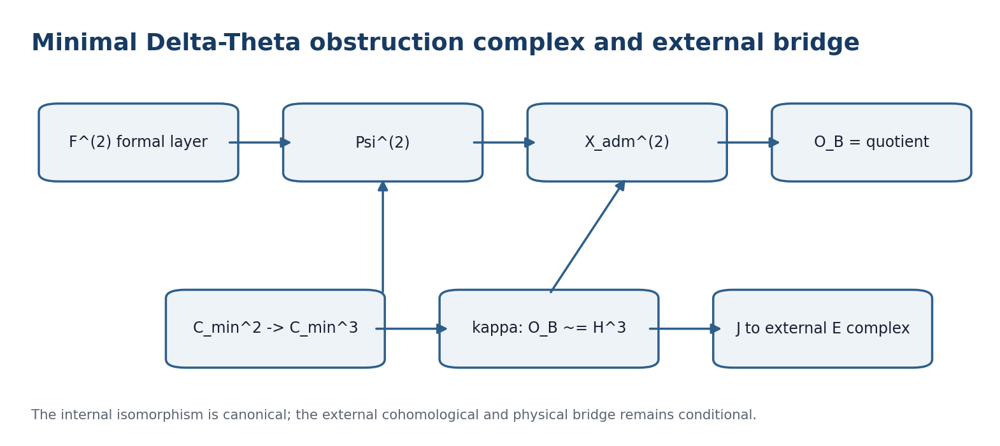 Minimal Delta-Theta obstruction complex and external bridge
F^(2) formal layer
Psi^(2)
X_adm^(2)
O_B = quotient
C_min^2 -> C_min^3
kappa: O_B ~= H^3
J to external E complex
The internal isomorphism is canonical; the external cohomological and physical bridge remains conditional.